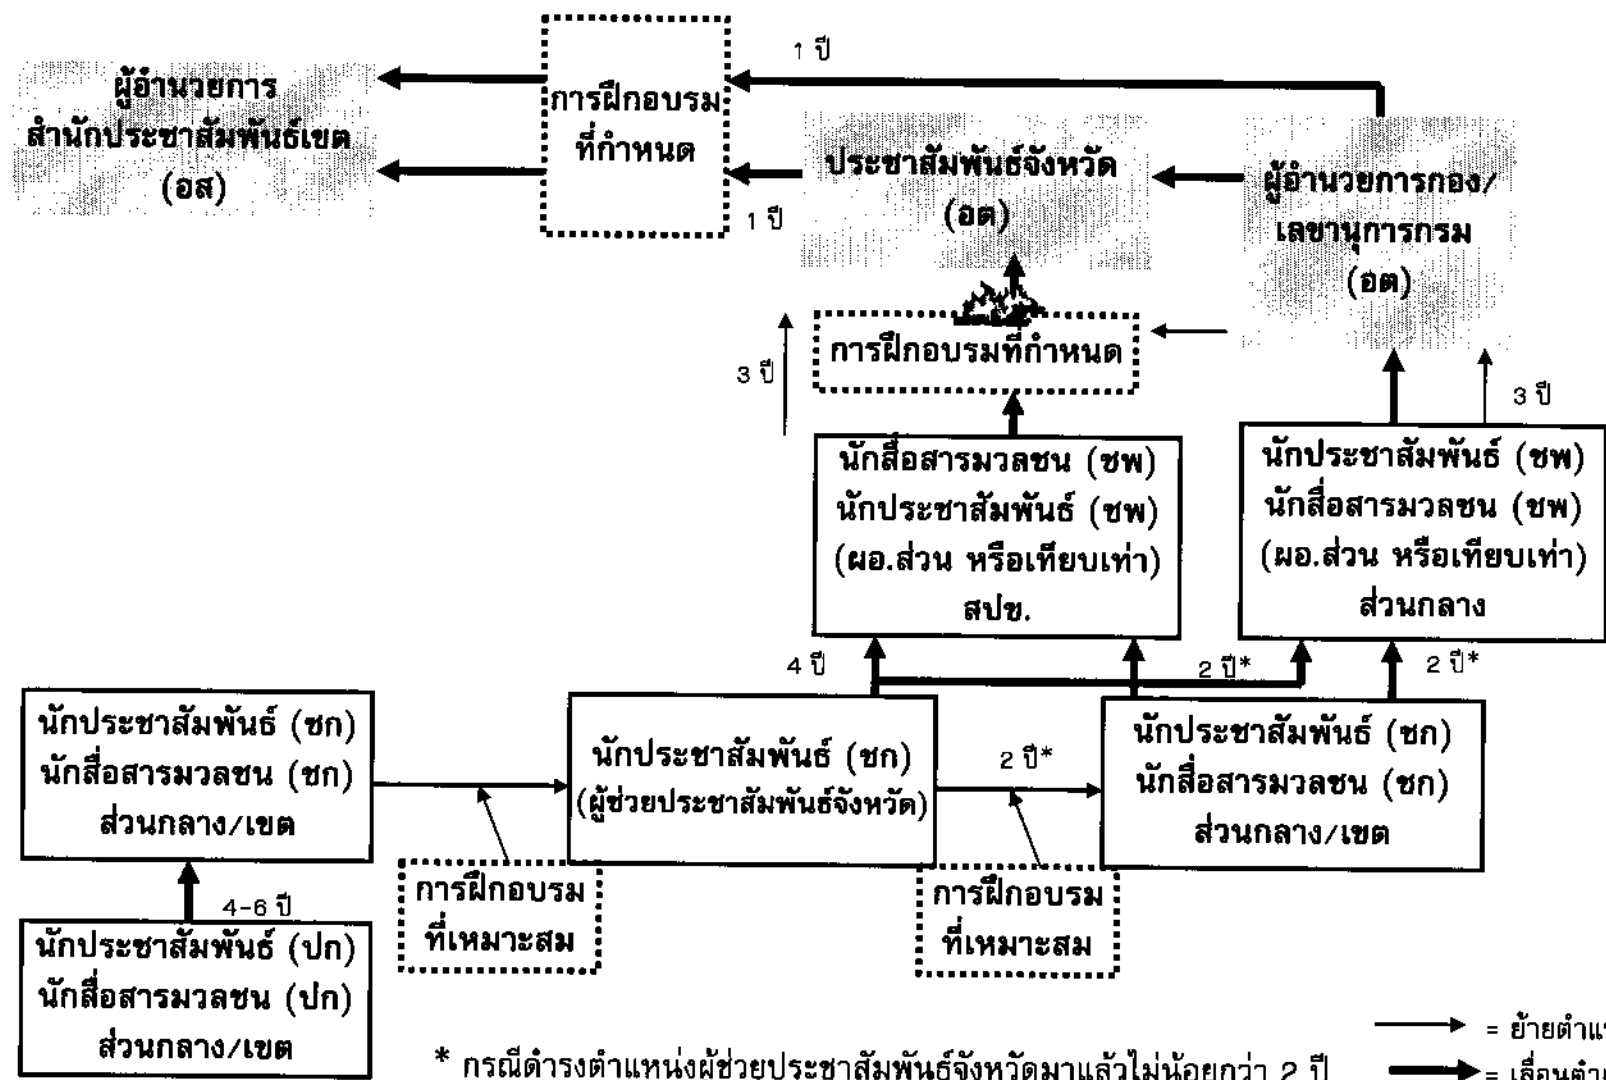 1 ปี
ผู้อำนวยการ
สำนักประชาสัมพันธ์เขต
(อส)
การฝึกอบรม
ที่กำหนด
ประชาสัมพันธ์จังหวัด
(อต)
1 ปี
ผู้อำนวยการกอง/
เลขานุการกรม
(อต)
การฝึกอบรมที่กำหนด
3 ปี
3 ปี
นักสื่อสารมวลชน (ชพ)
นักประชาสัมพันธ์ (ชพ)
(ผอ.ส่วน หรือเทียบเท่า)
สปข.
นักประชาสัมพันธ์ (ชพ)
นักสื่อสารมวลชน (ชพ)
(ผอ.ส่วน หรือเทียบเท่า)
ส่วนกลาง
4 ปี
2 ปี*
2 ปี*
นักประชาสัมพันธ์ (ชก)
นักสื่อสารมวลชน (ชก)
ส่วนกลาง/เขต
นักประชาสัมพันธ์ (ชก)
(ผู้ช่วยประชาสัมพันธ์จังหวัด)
2 ปี*
นักประชาสัมพันธ์ (ชก)
นักสื่อสารมวลชน (ชก)
ส่วนกลาง/เขต
การฝึกอบรม
ที่เหมาะสม
การฝึกอบรม
ที่เหมาะสม
4-6 ปี
นักประชาสัมพันธ์ (ปก)
นักสื่อสารมวลชน (ปก)
ส่วนกลาง/เขต
* กรณีดำรงตำแหน่งผู้ช่วยประชาสัมพันธ์จังหวัดมาแล้วไม่น้อยกว่า 2 ปี
= ย้าย
= เลื่อน